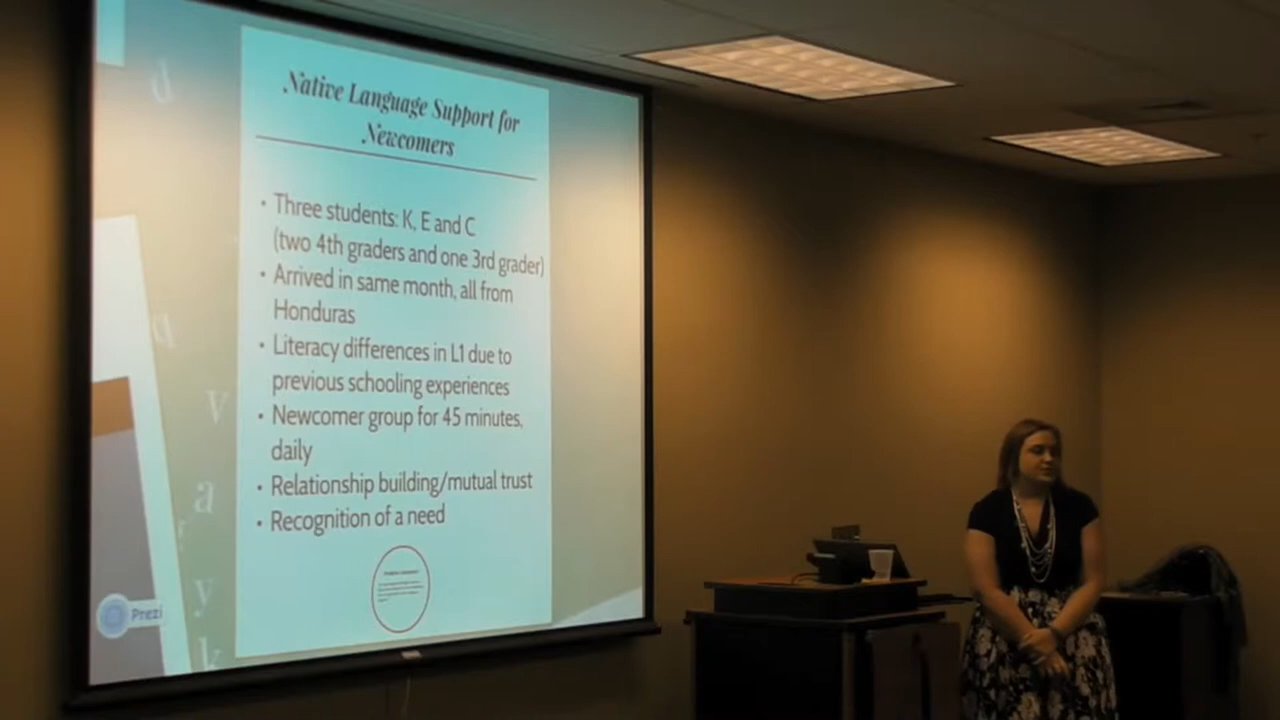 Native Language Support for
Newcomers
• Three students: K, E and C
(two 4th graders and one 3rd grader)
• Arrived in same month, all from
Honduras
• Literacy differences in L1 due to
previous schooling experiences
• Newcomer group for 45 minutes,
daily
• Relationship building/mutual trust
• Recognition of a need
Prezi
d
v
a
r
y
k